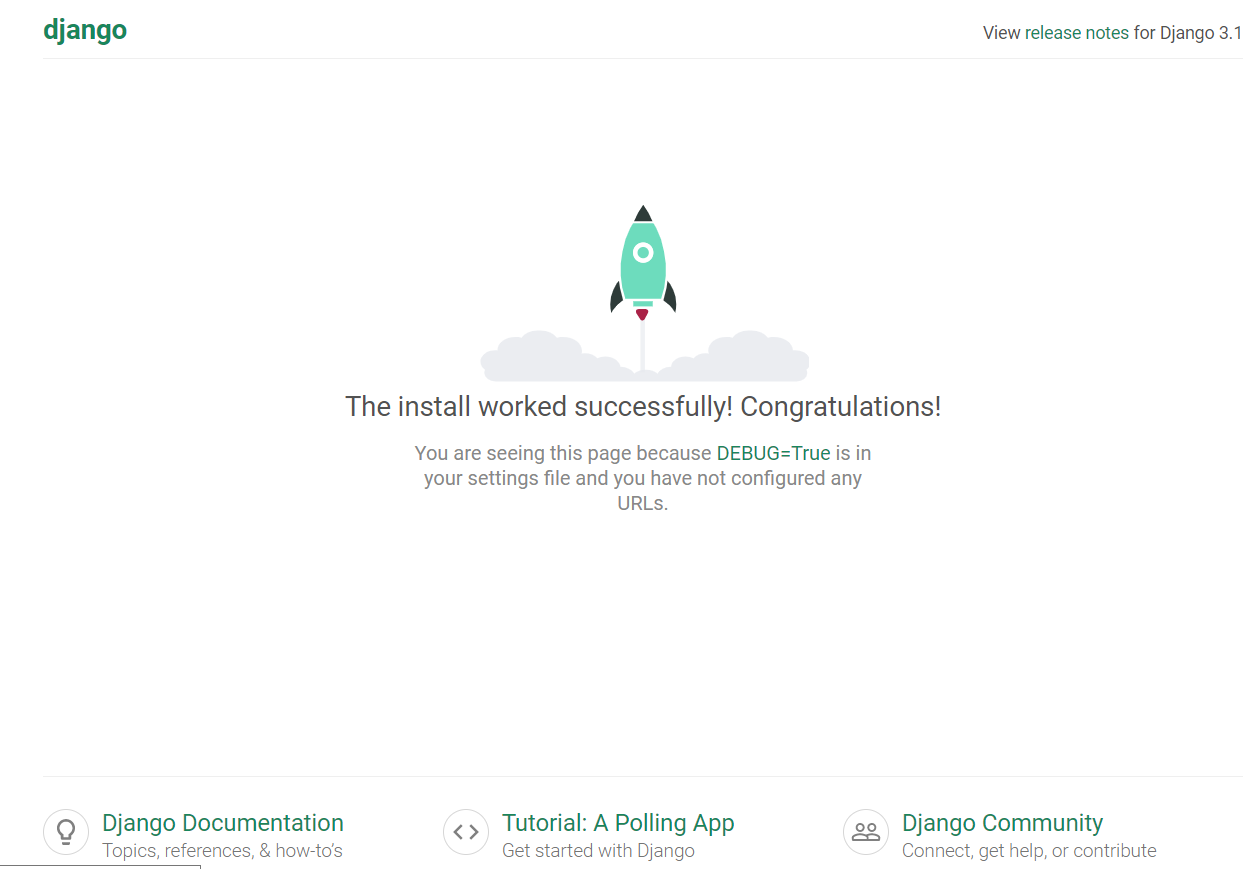 django
View release notes for Django 3.1
The install worked successfully! Congratulations!
You are seeing this page because DEBUG=True is in
your settings file and you have not configured any
URLs.
Django Documentation
Topics, references, & how-to’s
Tutorial: A Polling App
Get started with Django
Django Community
Connect, get help, or contribute